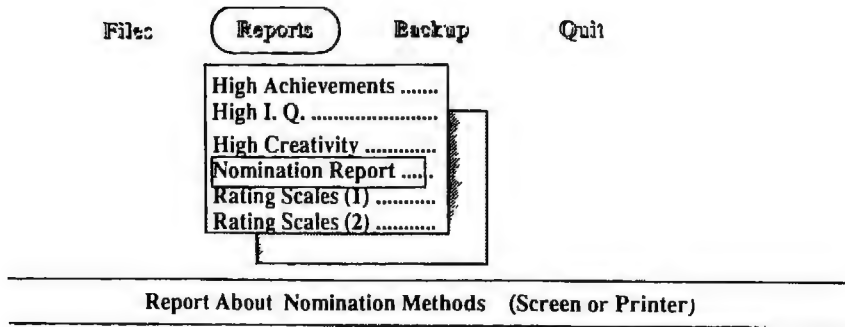 Files Reports Backup Quit
High Achievements .......
High I. Q. ........................
High Creativity .............
Nomination Report ......
Rating Scales (1) ...........
Rating Scales (2) ...........
Report About Nomination Methods (Screen or Printer)